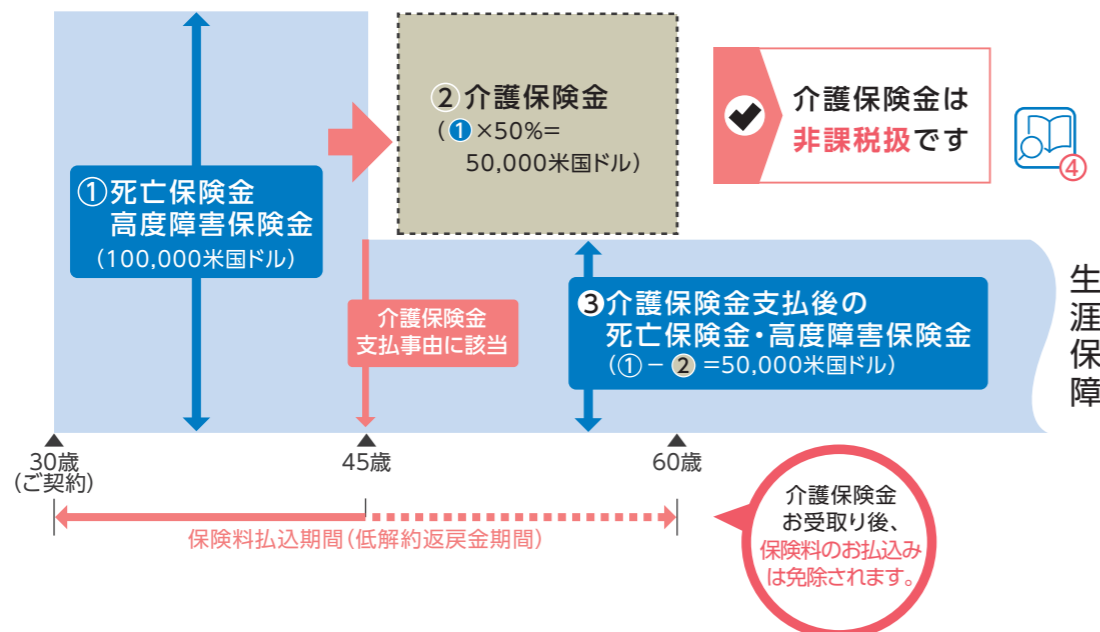 ①死亡保険金
高度障害保険金
(100,000米国ドル)
②介護保険金
(①×50%=
50,000米国ドル)
介護保険金は
非課税扱です
④
介護保険金
支払事由に該当
③介護保険金支払後の
死亡保険金・高度障害保険金
(①－②=50,000米国ドル)
生涯保障
30歳
(ご契約)
45歳
60歳
保険料払込期間(低解約返戻金期間)
介護保険金
お受取り後、
保険料のお払込み
は免除されます。